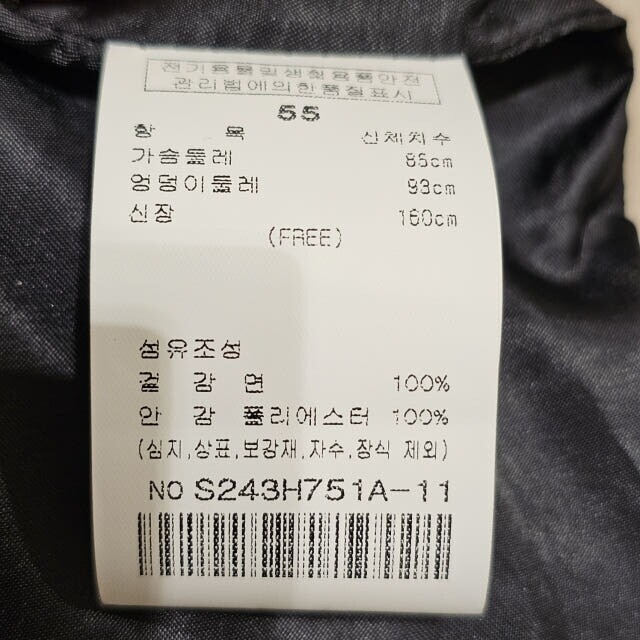 전기용품및생활용품안전
관리법에의한품질표시
55
항 목 신체치수
가슴둘레 85cm
엉덩이둘레 93cm
신장 160cm
(FREE)
섬유조성
겉 감 면 100%
안 감 폴리에스터 100%
(심지,상표,보강재,자수,장식 제외)
NO S243H751A-11